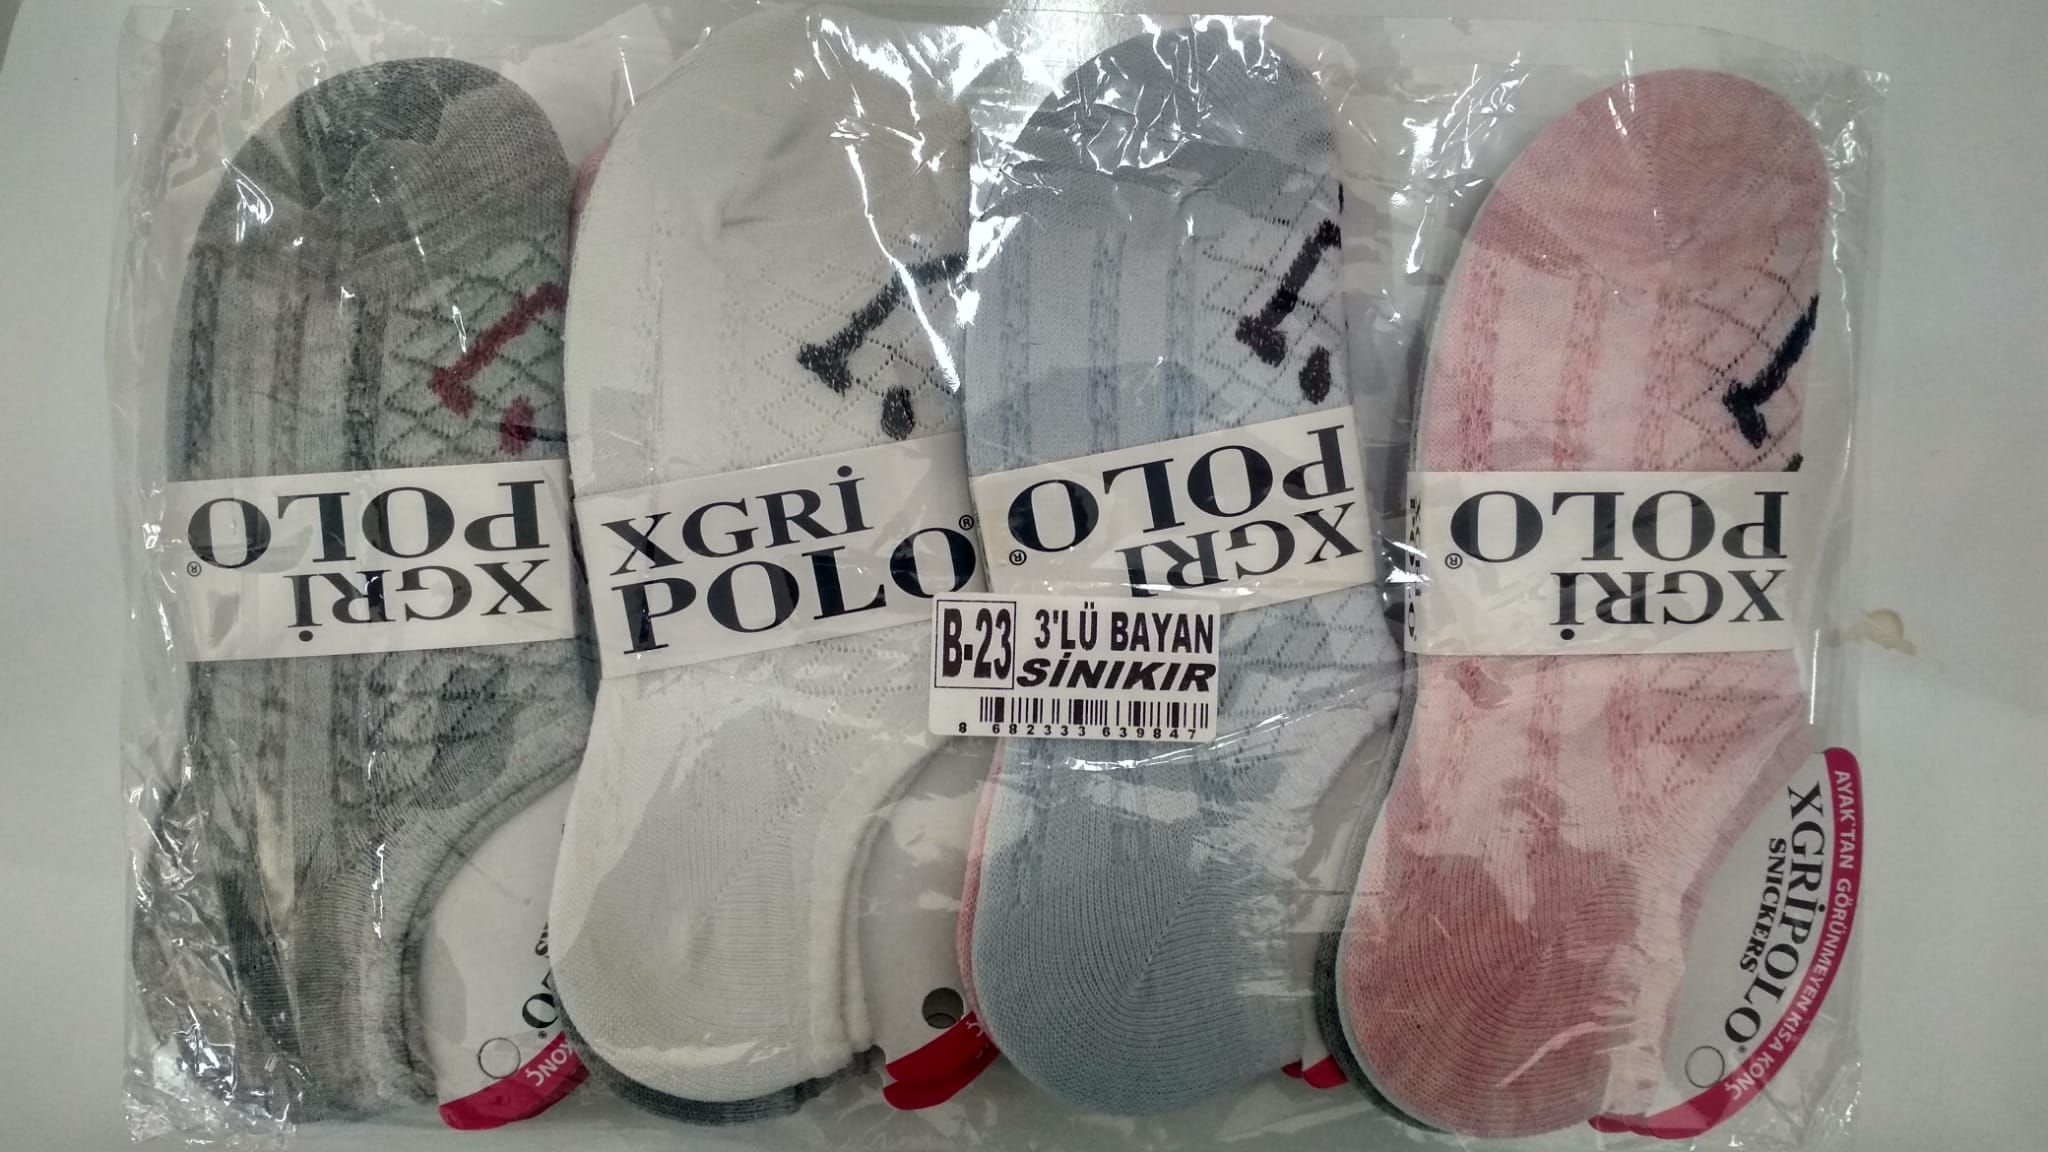 XGRİ
POLO
®
XGRİ
POLO®
XGRİ
POLO
®
XGRİ
POLO
®
B-23
3'LÜ BAYAN
SİNIKIR
8 682333 639847
AYAK'TAN GÖRÜNMEYEN KISA KONÇ
XGRİPOLO®
SNICKERS
KONÇ